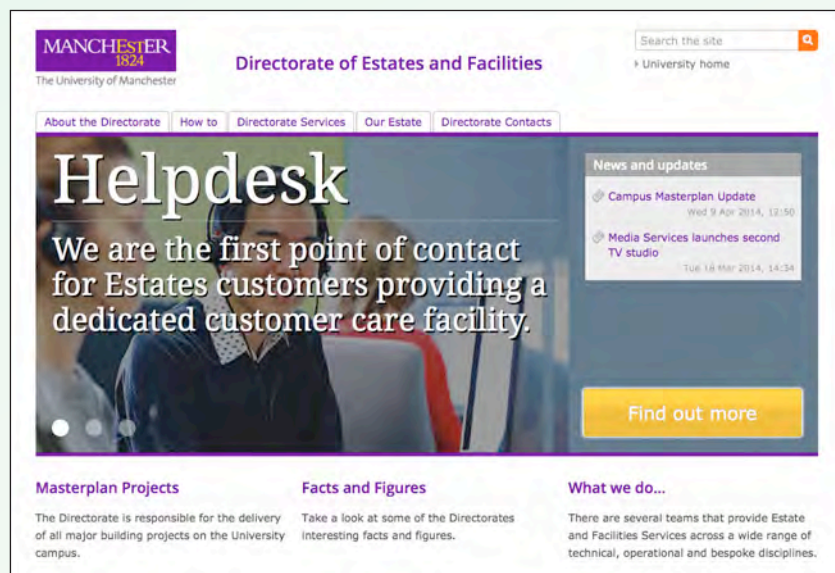 MANCHESTER
1824
The University of Manchester
Directorate of Estates and Facilities
Search the site
University home
About the Directorate
How to
Directorate Services
Our Estate
Directorate Contacts
Helpdesk
We are the first point of contact
for Estates customers providing a
dedicated customer care facility.
News and updates
Campus Masterplan Update
Wed 9 Apr 2014, 12:50
Media Services launches second
TV studio
Tue 18 Mar 2014, 14:34
Find out more
Masterplan Projects
The Directorate is responsible for the delivery
of all major building projects on the University
campus.
Facts and Figures
Take a look at some of the Directorates
interesting facts and figures.
What we do...
There are several teams that provide Estate
and Facilities Services across a wide range of
technical, operational and bespoke disciplines.